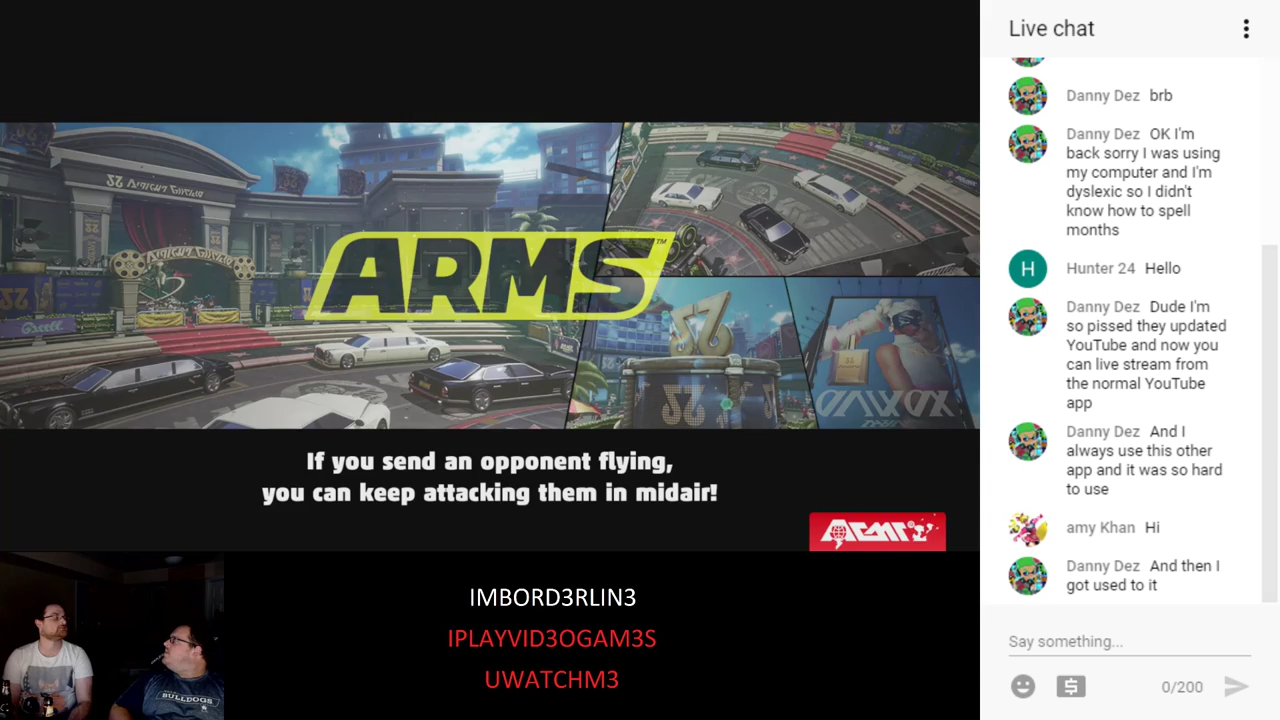 Live chat
Danny Dez brb
Danny Dez OK I'm
back sorry I was using
my computer and I'm
dyslexic so I didn't
know how to spell
months
Hunter 24 Hello
H
Danny Dez Dude I'm
so pissed they updated
YouTube and now you
can live stream from
the normal YouTube
app
Danny Dez And I
always use this other
app and it was so hard
to use
amy Khan Hi
Danny Dez And then I
got used to it
Say something...
0/200
ARMS™
If you send an opponent flying,
you can keep attacking them in midair!
IMBORD3RLIN3
IPLAYVID3OGAM3S
UWATCHM3
BULLDOGS